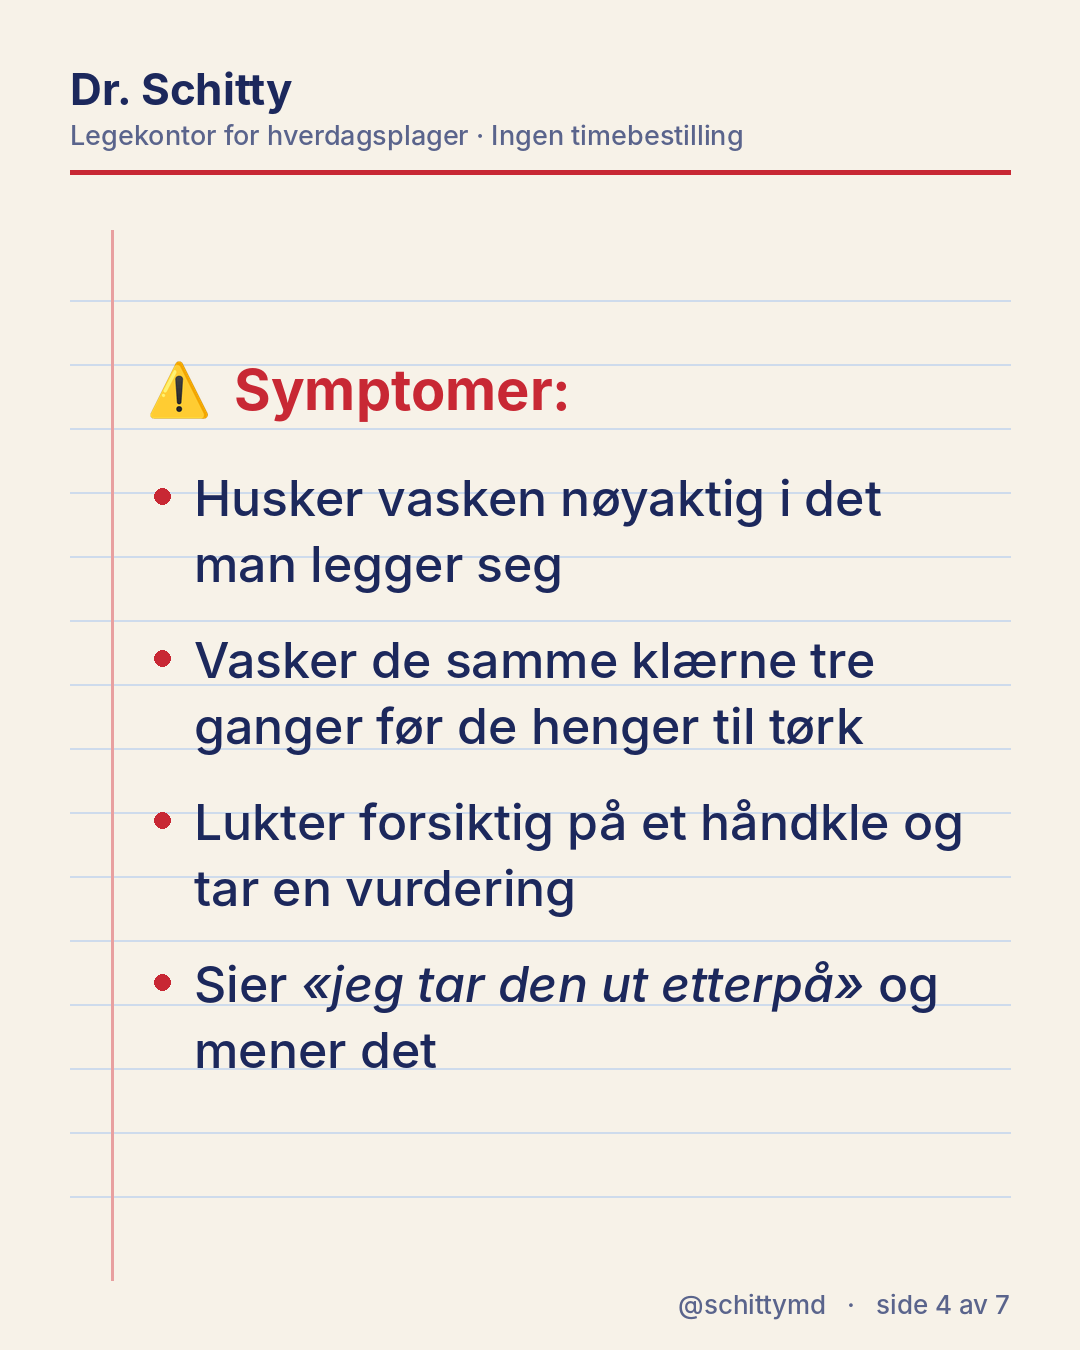 Dr. Schitty
Legekontor for hverdagsplager · Ingen timebestilling
⚠️ Symptomer:
• Husker vasken nøyaktig i det
man legger seg
• Vasker de samme klærne tre
ganger før de henger til tørk
• Lukter forsiktig på et håndkle og
tar en vurdering
• Sier «jeg tar den ut etterpå» og
mener det
@schittymd · side 4 av 7